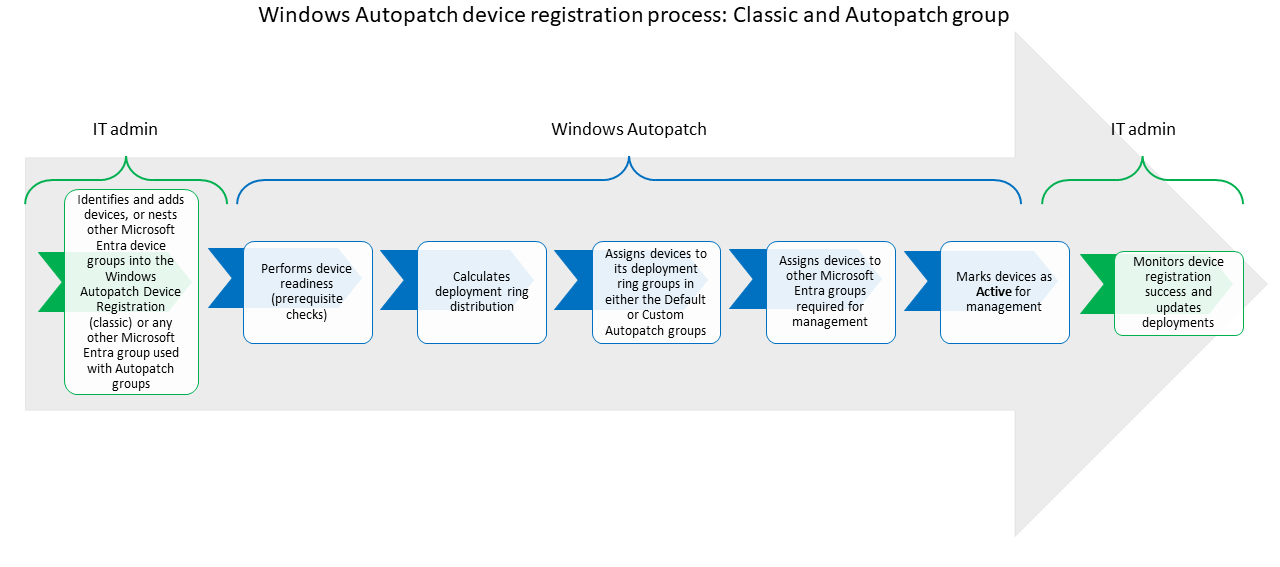 Windows Autopatch device registration process: Classic and Autopatch group
IT admin
Windows Autopatch
IT admin
Identifies and adds
devices, or nests
other Microsoft
Entra device
groups into the
Windows
Autopatch Device
Registration
(classic) or any
other Microsoft
Entra group used
with Autopatch
groups
Performs device
readiness
(prerequisite
checks)
Calculates
deployment ring
distribution
Assigns devices to
its deployment
ring groups in
either the Default
or Custom
Autopatch groups
Assigns devices to
other Microsoft
Entra groups
required for
management
Marks devices as
Active for
management
Monitors device
registration
success and
updates
deployments